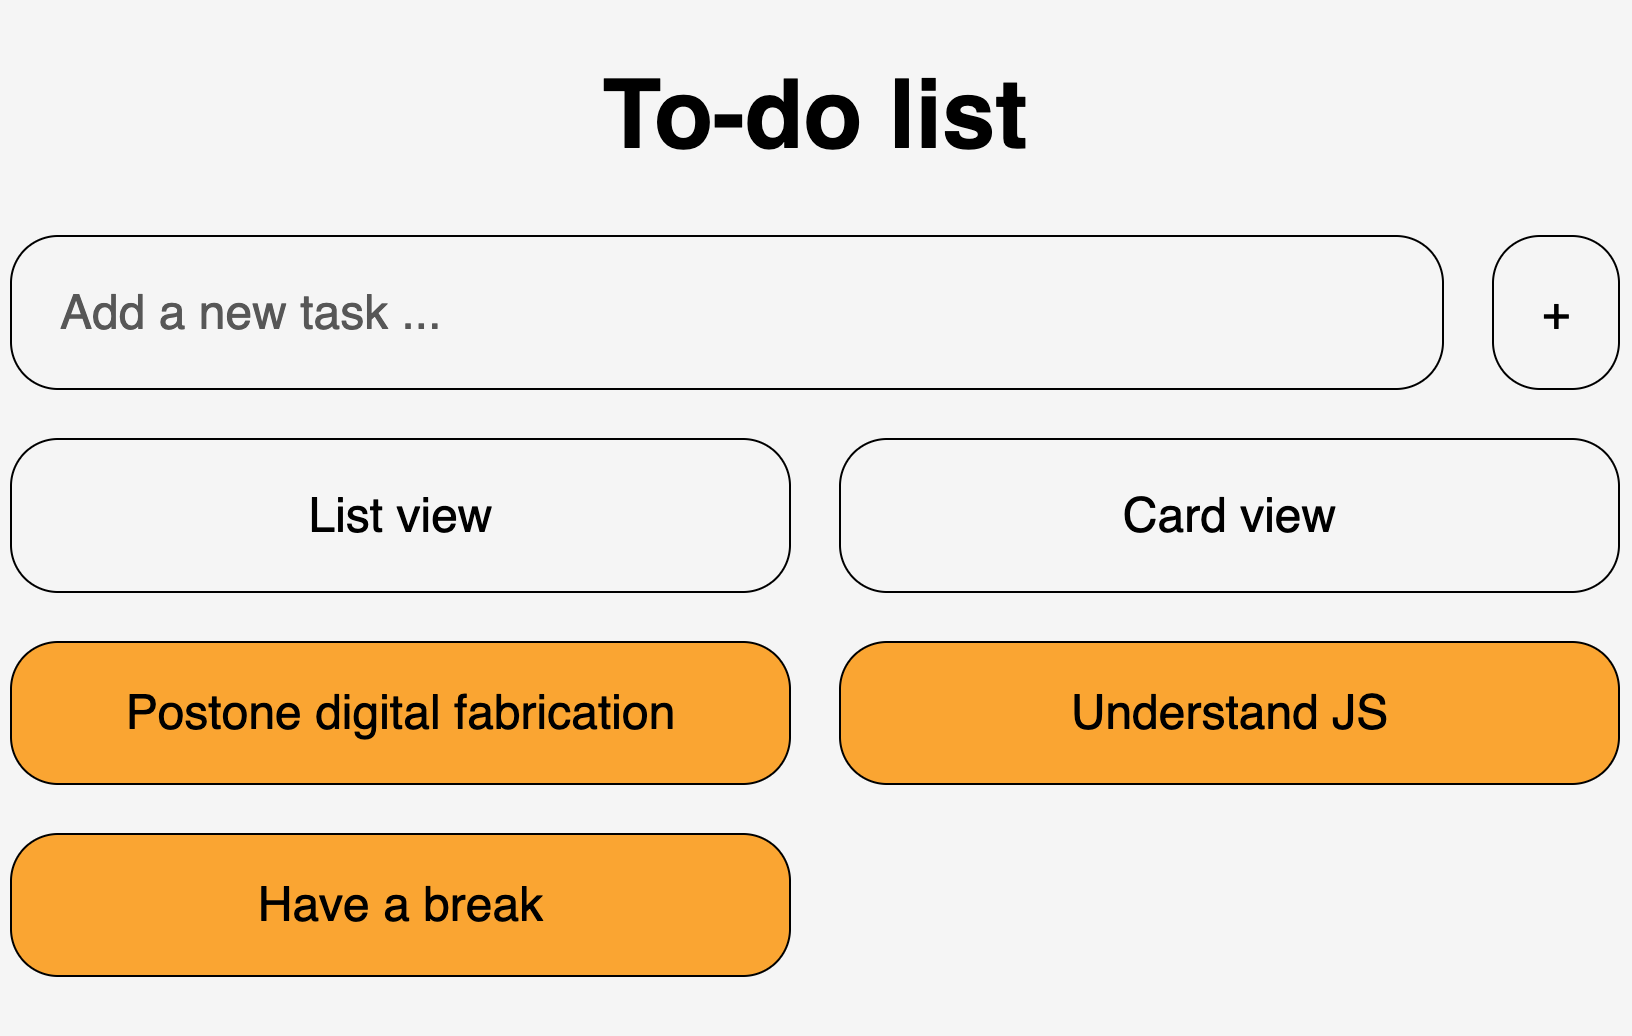 To-do list
Add a new task ...
+
List view
Card view
Postone digital fabrication
Understand JS
Have a break